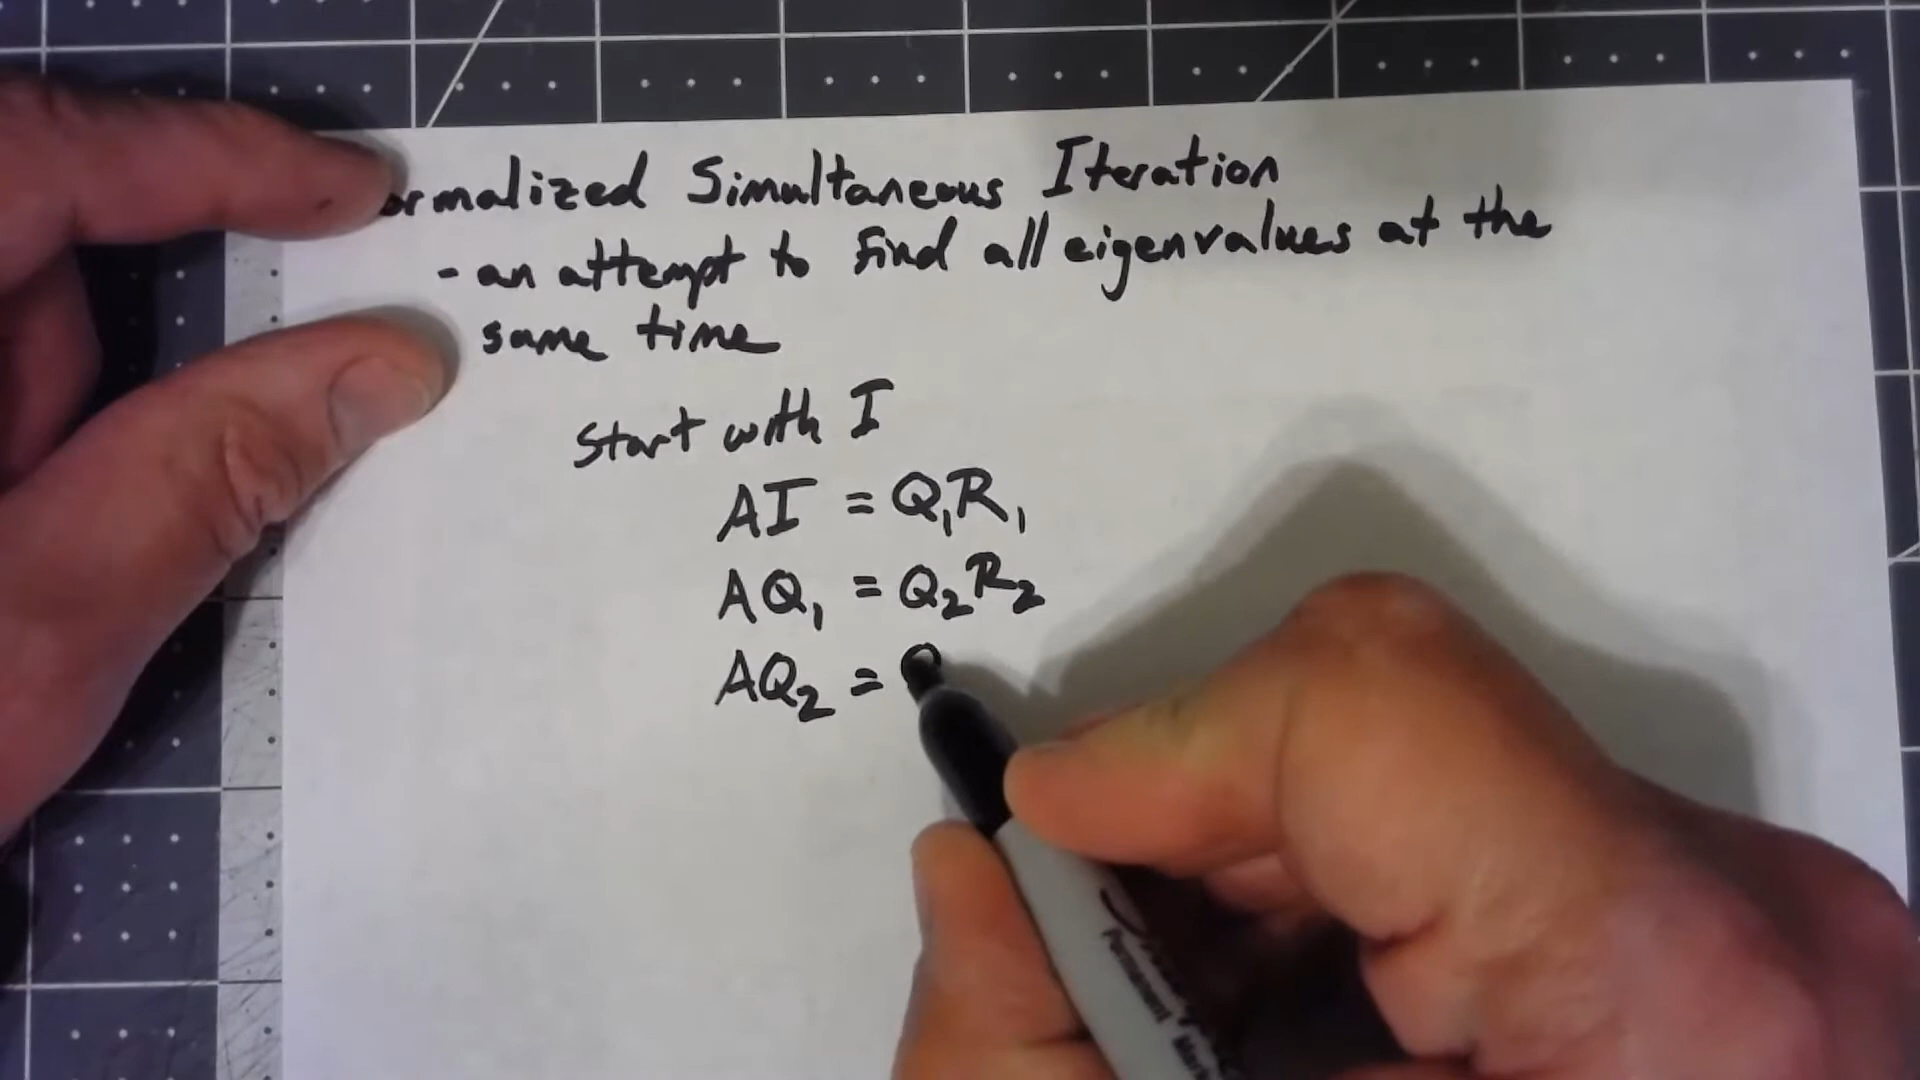 ormalized Simultaneous Iteration
- an attempt to find all eigenvalues at the
same time
Start with I
AI = Q₁R₁
AQ₁ = Q₂R₂
AQ₂ = Q
Permanent